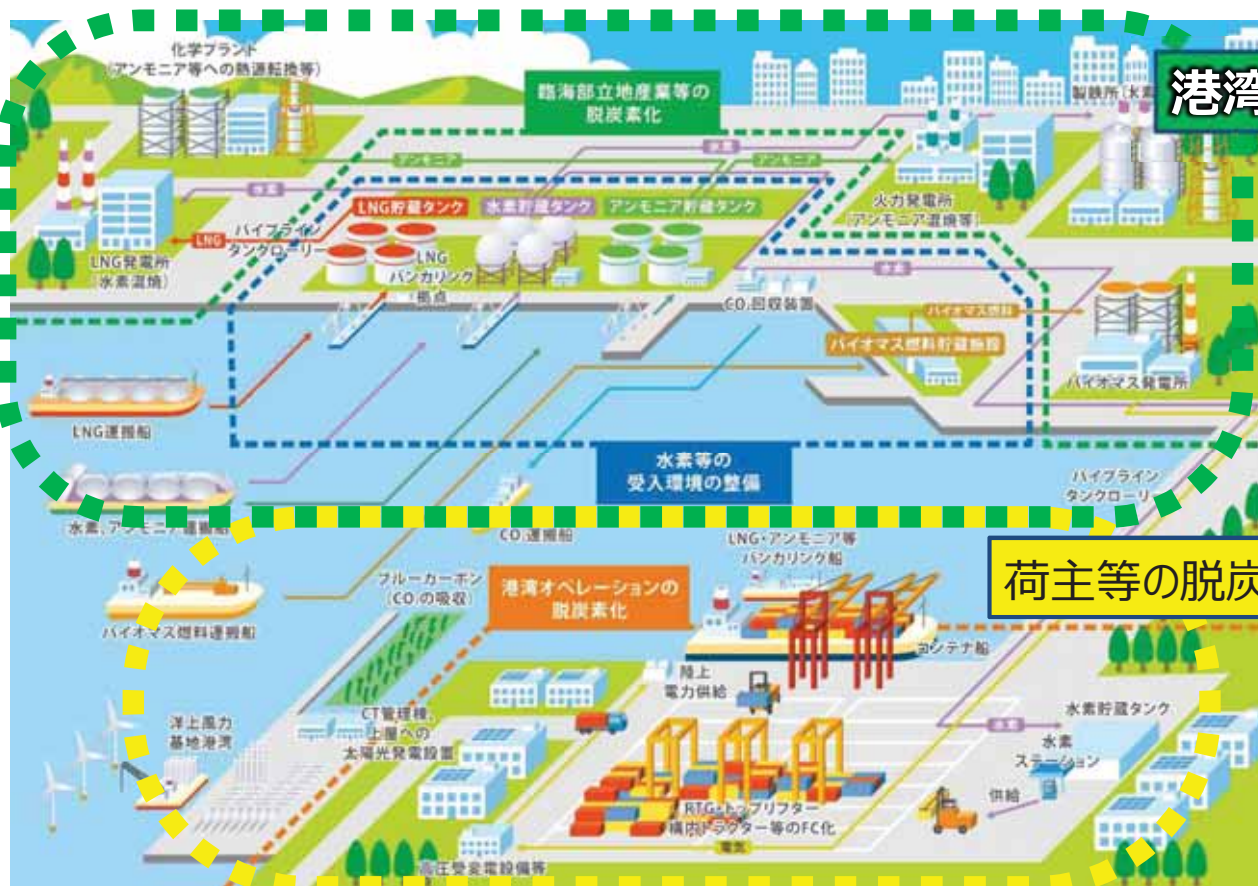 化学プラント
(アンモニア等への熱源転換等)
臨海部立地産業等の
脱炭素化
製鉄所(水素
港湾
アンモニア
水素
アンモニア
水素
LNG貯蔵タンク
水素貯蔵タンク
アンモニア貯蔵タンク
火力発電所
(アンモニア混焼等)
LNG
パイプライン
タンクローリー
LNG発電所
(水素混焼)
LNG
バンカリング
拠点
水素
CO₂回収装置
バイオマス燃料
バイオマス燃料貯蔵施設
バイオマス発電所
LNG運搬船
水素等の
受入環境の整備
パイプライン
タンクローリー
水素、アンモニア運搬船
CO₂運搬船
LNG・アンモニア等
バンカリング船
荷主等の脱炭
ブルーカーボン
(CO₂の吸収)
港湾オペレーションの
脱炭素化
バイオマス燃料運搬船
コンテナ船
陸上
電力供給
洋上風力
基地港湾
CT管理棟、
上屋への
太陽光発電設置
水素
水素貯蔵タンク
水素
ステーション
供給
RTG・トップリフター
構内トラクター等のFC化
電気
高圧受変電設備等